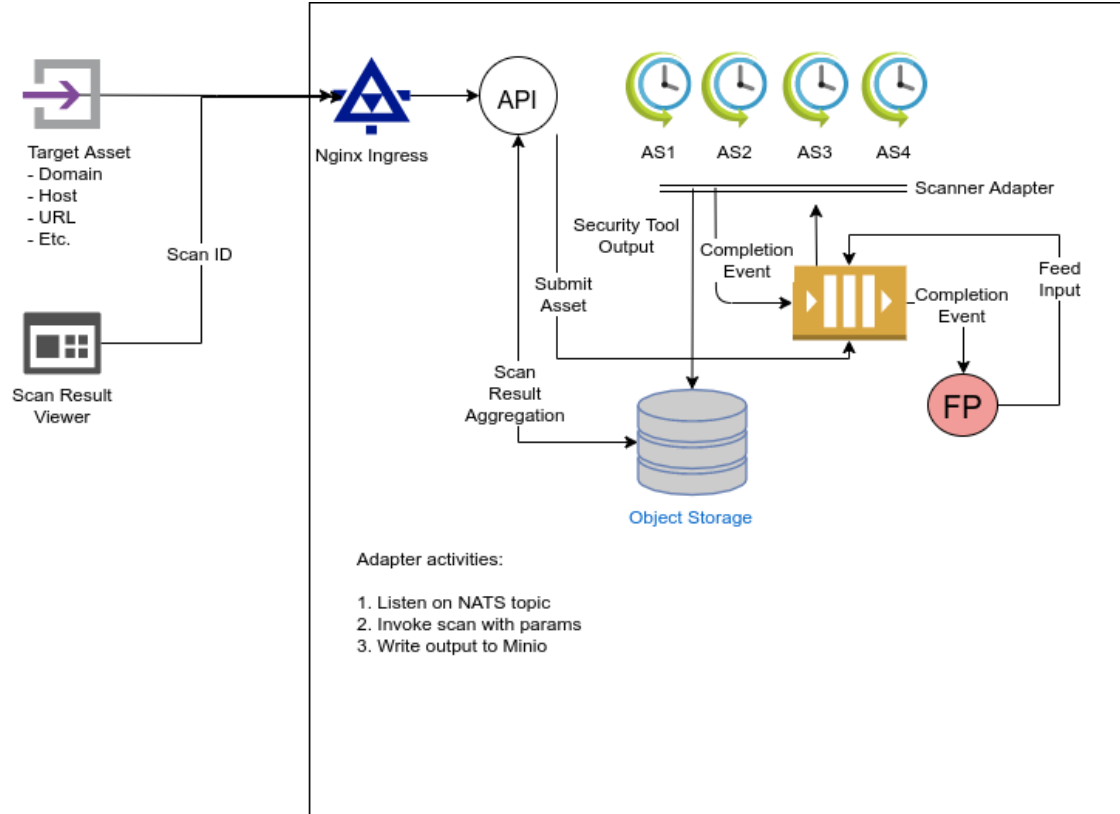 Target Asset
- Domain
- Host
- URL
- Etc.
Scan ID
Scan Result
Viewer
Nginx Ingress
API
AS1
AS2
AS3
AS4
Scanner Adapter
Security Tool
Output
Completion
Event
Submit
Asset
Completion
Event
Feed
Input
Scan
Result
Aggregation
FP
Object Storage
Adapter activities:
1. Listen on NATS topic
2. Invoke scan with params
3. Write output to Minio